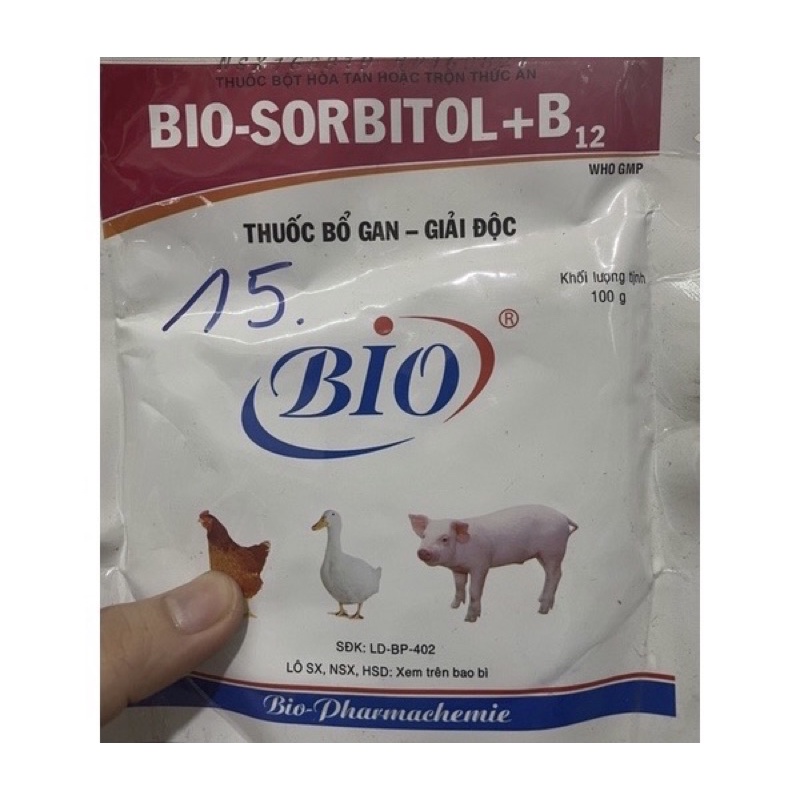 THUỐC BỘT HÒA TAN HOẶC TRỘN THỨC ĂN
BIO-SORBITOL+B12
WHO GMP
THUỐC BỔ GAN – GIẢI ĐỘC
Khối lượng tịnh
100 g
15.
BIO®
SĐK: LD-BP-402
LÔ SX, NSX, HSD: Xem trên bao bì
Bio-Pharmachemie